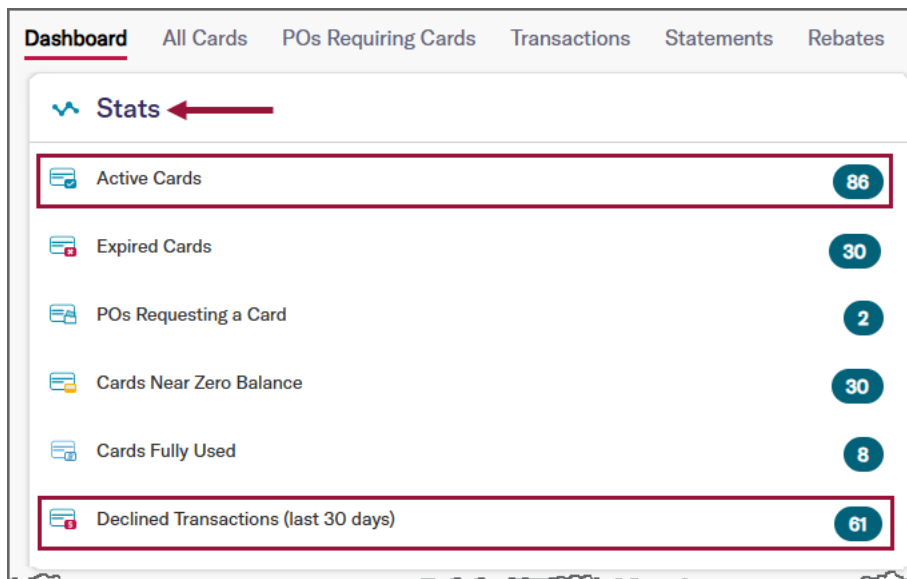 Dashboard All Cards POs Requiring Cards Transactions Statements Rebates
Stats
Active Cards 86
Expired Cards 30
POs Requesting a Card 2
Cards Near Zero Balance 30
Cards Fully Used 8
Declined Transactions (last 30 days) 61